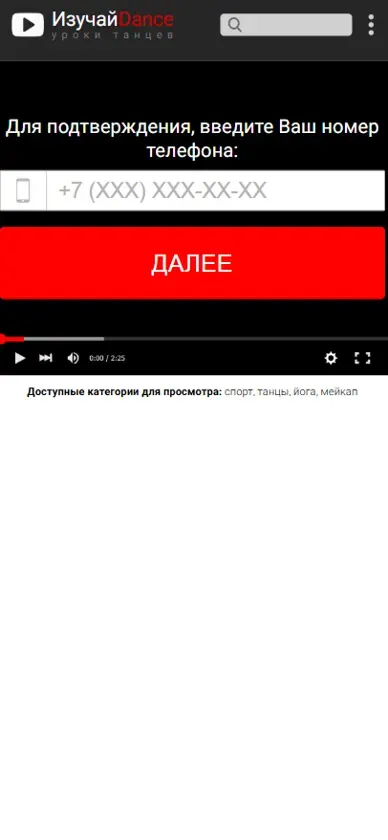 ИзучайDance
уроки танцев
Для подтверждения, введите Ваш номер
телефона:
+7 (XXX) XXX-XX-XX
ДАЛЕЕ
0:00 / 2:25
Доступные категории для просмотра: спорт, танцы, йога, мейкап